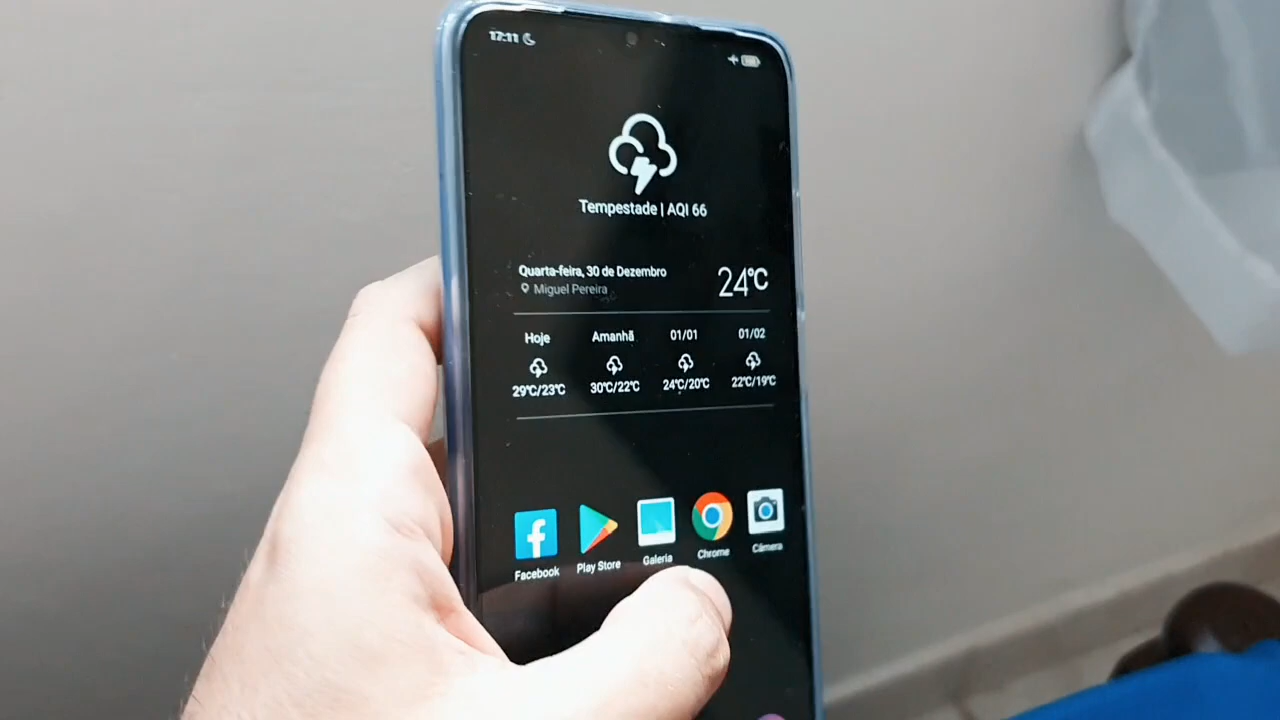 17:11
Tempestade | AQI 66
Quarta-feira, 30 de Dezembro
Miguel Pereira
24°C
Hoje Amanhã 01/01 01/02
29°C/23°C 30°C/22°C 24°C/20°C 22°C/19°C
Facebook Play Store Galeria Chrome Câmera